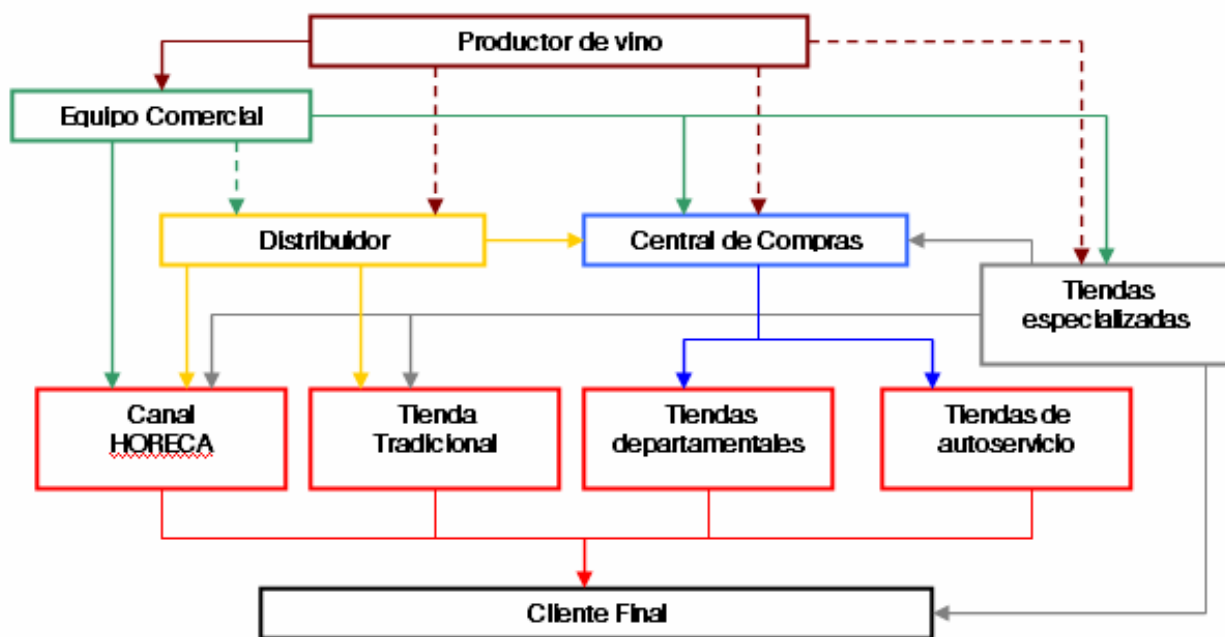 Productor de vino
Equipo Comercial
Distribuidor
Central de Compras
Tiendas
especializadas
Canal
HORECA
Tienda
Tradicional
Tiendas
departamentales
Tiendas de
autoservicio
Cliente Final